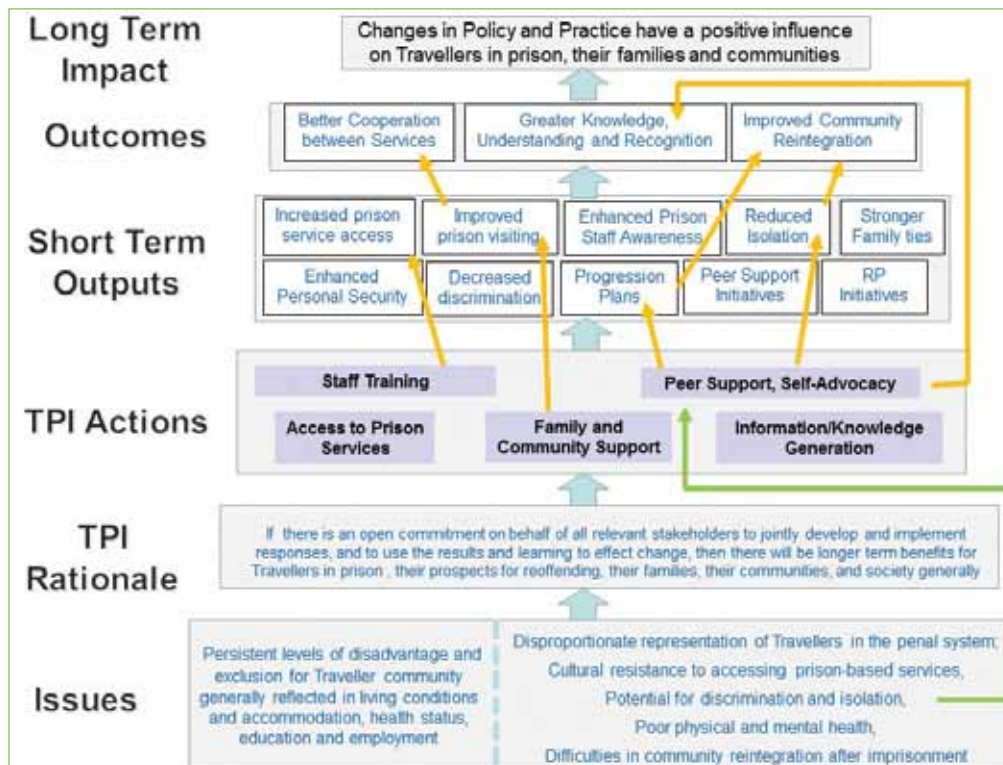 Long Term
Impact
Changes in Policy and Practice have a positive influence
on Travellers in prison, their families and communities
Outcomes
Better Cooperation
between Services
Greater Knowledge,
Understanding and Recognition
Improved Community
Reintegration
Short Term
Outputs
Increased prison
service access
Improved
prison visiting
Enhanced Prison
Staff Awareness
Reduced
Isolation
Stronger
Family ties
Enhanced
Personal Security
Decreased
discrimination
Progression
Plans
Peer Support
Initiatives
RP
Initiatives
TPI Actions
Staff Training
Peer Support, Self-Advocacy
Access to Prison
Services
Family and
Community Support
Information/Knowledge
Generation
TPI
Rationale
If there is an open commitment on behalf of all relevant stakeholders to jointly develop and implement
responses, and to use the results and learning to effect change, then there will be longer term benefits for
Travellers in prison , their prospects for reoffending, their families, their communities, and society generally
Issues
Persistent levels of disadvantage and
exclusion for Traveller community
generally reflected in living conditions
and accommodation, health status,
education and employment
Disproportionate representation of Travellers in the penal system;
Cultural resistance to accessing prison-based services,
Potential for discrimination and isolation,
Poor physical and mental health,
Difficulties in community reintegration after imprisonment